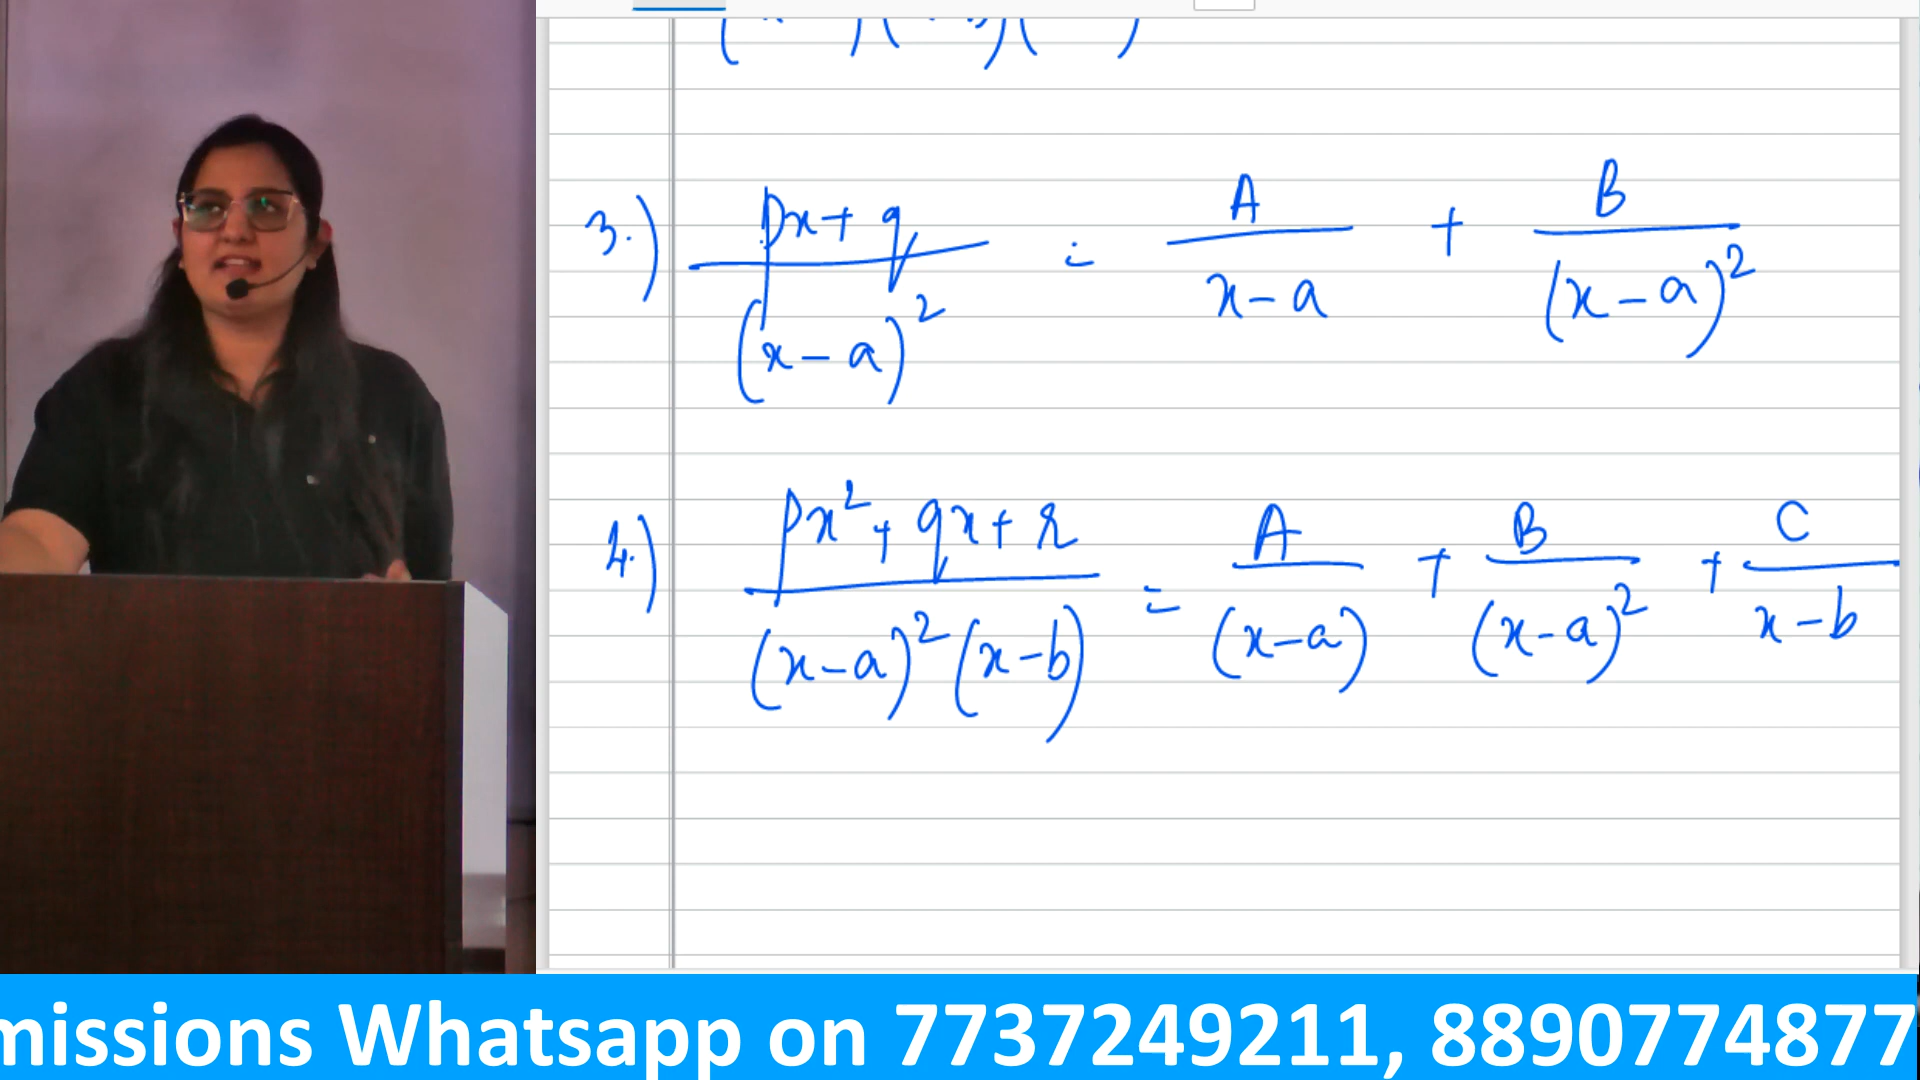 3.) px + q / (x - a)² = A / x - a + B / (x - a)²
4.) px² + qx + r / (x - a)² (x - b) = A / (x - a) + B / (x - a)² + C / x - b
missions Whatsapp on 7737249211, 8890774877